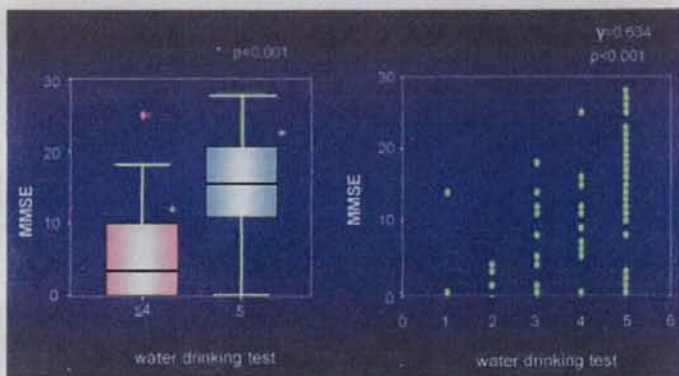 * p<0.001
γ=0.634
p<0.001
MMSE
30
20
10
0
≤4
5
*
*
water drinking test
MMSE
30
20
10
0
0 1 2 3 4 5 6
water drinking test